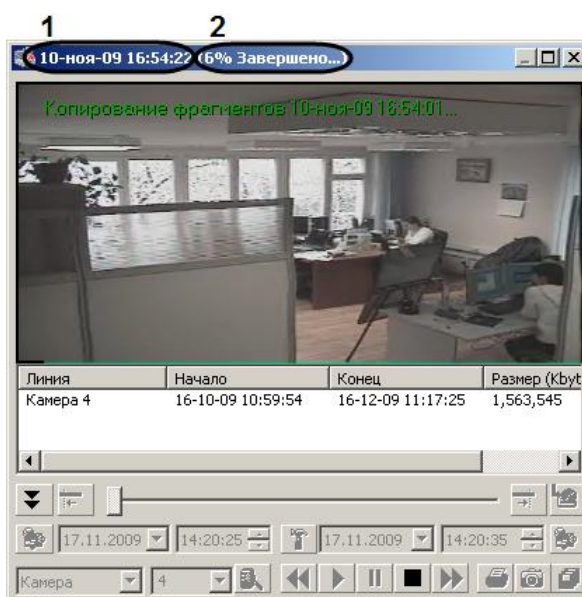 1 2
10-ноя-09 16:54:22 (6% Завершено...)
Копирование фрагментов 10-ноя-09 16:54:01...
Линия Начало Конец Размер (Kbyt
Камера 4 16-10-09 10:59:54 16-12-09 11:17:25 1,563,545
17.11.2009 14:20:25 17.11.2009 14:20:35
Камера 4